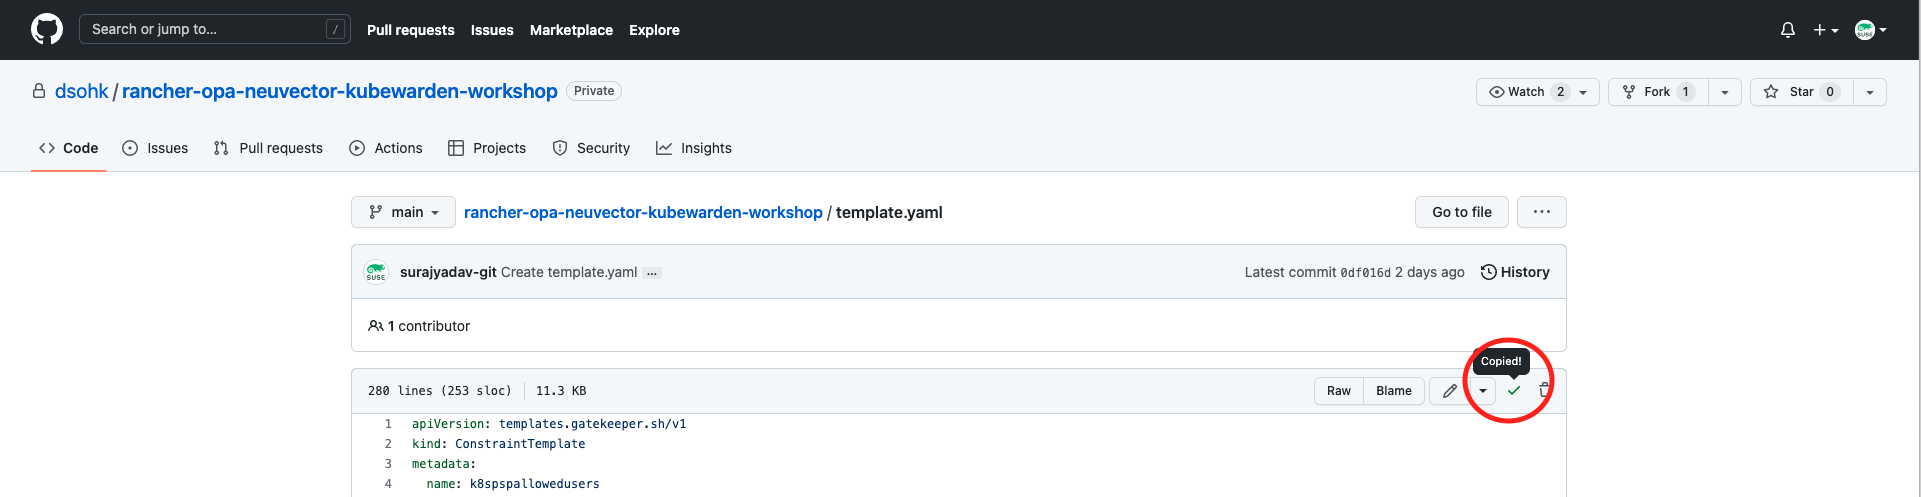 Search or jump to... /
Pull requests Issues Marketplace Explore
SUSE
dsohk / rancher-opa-neuvector-kubewarden-workshop Private
Watch 2 Fork 1 Star 0
Code Issues Pull requests Actions Projects Security Insights
main rancher-opa-neuvector-kubewarden-workshop / template.yaml Go to file ...
SUSE surajyadav-git Create template.yaml ... Latest commit 0df016d 2 days ago History
1 contributor
Copied!
280 lines (253 sloc) 11.3 KB Raw Blame
1 apiVersion: templates.gatekeeper.sh/v1
2 kind: ConstraintTemplate
3 metadata:
4 name: k8spspallowedusers